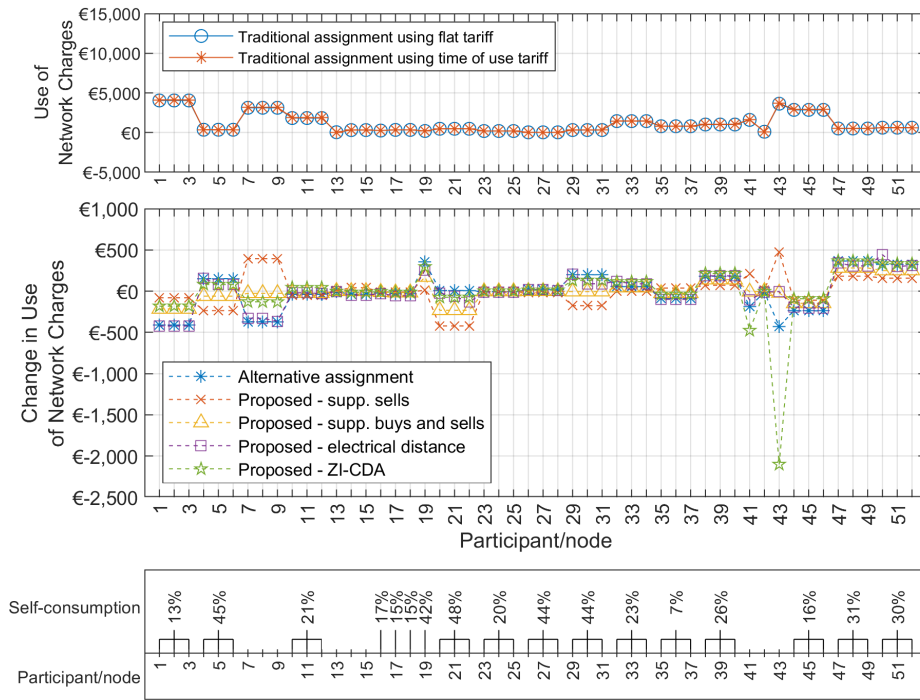 €15,000
€10,000
€5,000
€0
€-5,000
Use of
Network Charges
Traditional assignment using flat tariff
Traditional assignment using time of use tariff
1 3 5 7 9 11 13 15 17 19 21 23 25 27 29 31 33 35 37 39 41 43 45 47 49 51
€1,000
€500
€0
€-500
€-1,000
€-1,500
€-2,000
€-2,500
Change in Use
of Network Charges
Alternative assignment
Proposed - supp. sells
Proposed - supp. buys and sells
Proposed - electrical distance
Proposed - ZI-CDA
1 3 5 7 9 11 13 15 17 19 21 23 25 27 29 31 33 35 37 39 41 43 45 47 49 51
Participant/node
Self-consumption 13% 45% 21% 17% 15% 15% 42% 48% 20% 44% 44% 23% 7% 26% 16% 31% 30%
Participant/node 1 3 5 7 9 11 13 15 17 19 21 23 25 27 29 31 33 35 37 39 41 43 45 47 49 51